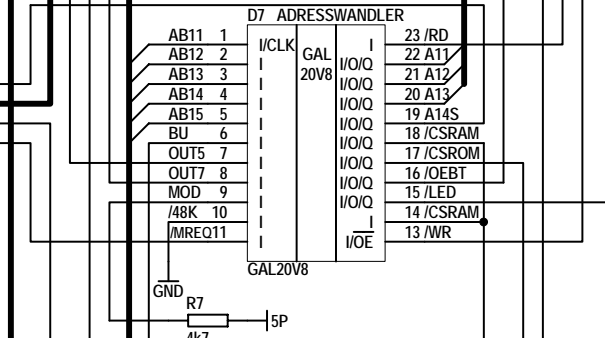 D7 ADRESSWANDLER
AB11 1 I/CLK GAL I 23 /RD
AB12 2 I 20V8 I/O/Q 22 A11
AB13 3 I I/O/Q 21 A12
AB14 4 I I/O/Q 20 A13
AB15 5 I I/O/Q 19 A14S
BU 6 I I/O/Q 18 /CSRAM
OUT5 7 I I/O/Q 17 /CSROM
OUT7 8 I I/O/Q 16 /OEBT
MOD 9 I I/O/Q 15 /LED
/48K 10 I I 14 /CSRAM
/MREQ11 I I/OE 13 /WR
GAL20V8
GND
R7
5P
4k7